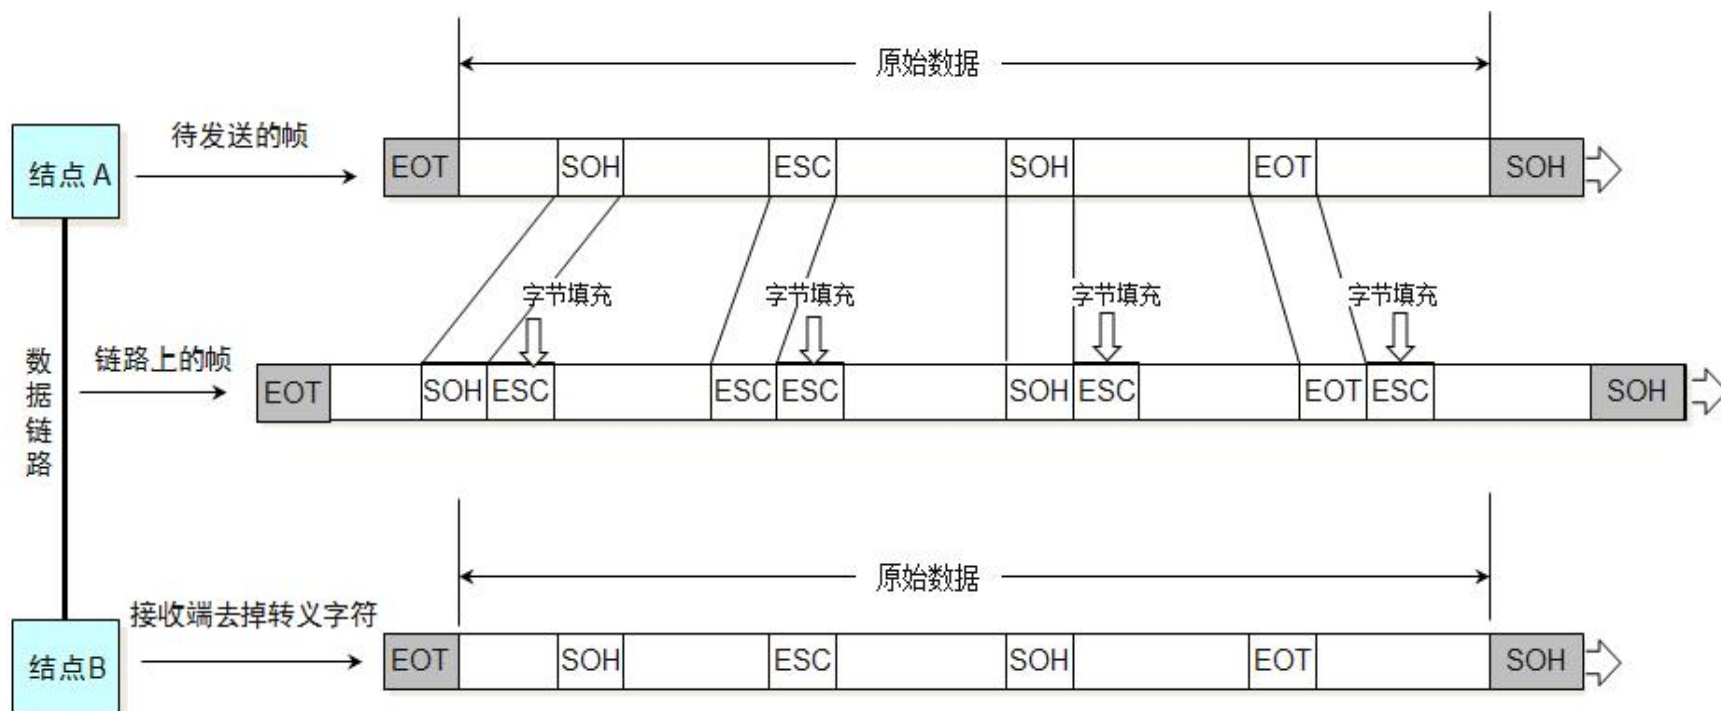 原始数据
结点 A
待发送的帧
EOT SOH ESC SOH EOT SOH
字节填充 字节填充 字节填充 字节填充
数据链路
链路上的帧
EOT SOH ESC ESC ESC SOH ESC EOT ESC SOH
原始数据
结点B
接收端去掉转义字符
EOT SOH ESC SOH EOT SOH